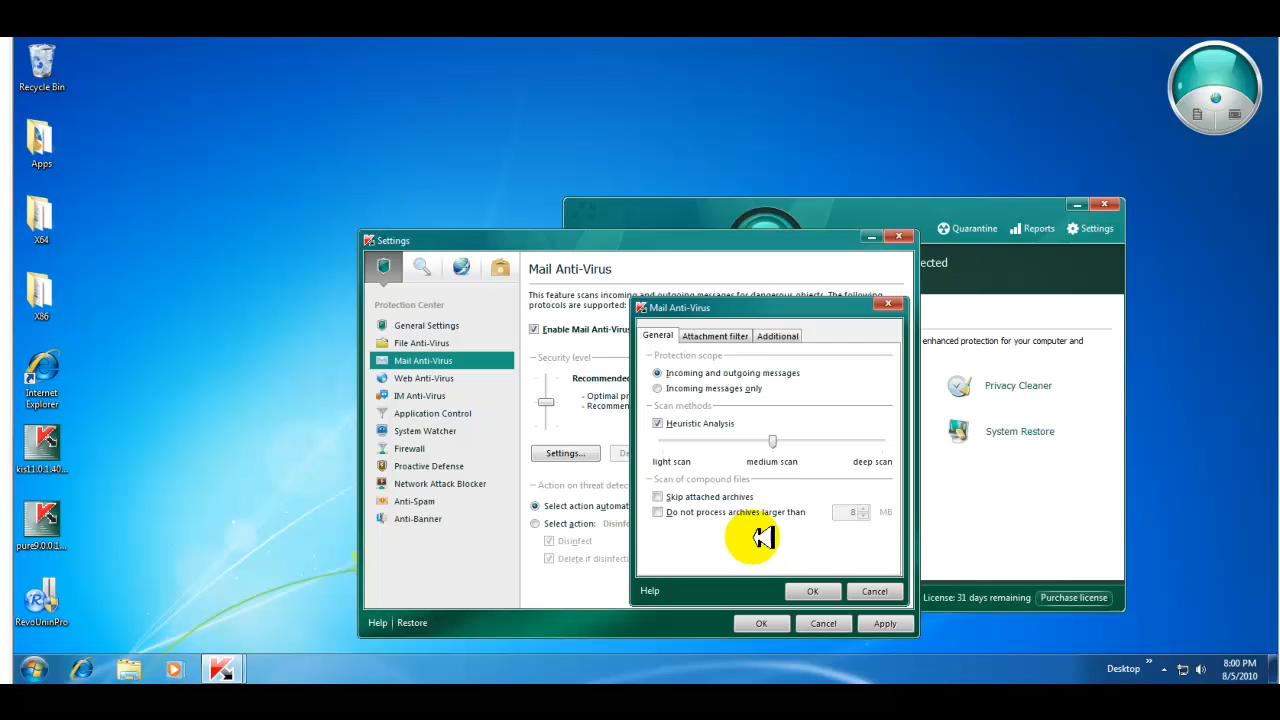 Recycle Bin
Apps
X64
X86
Internet
Explorer
kis11.0.1.40...
pure9.0.0.1...
RevoUninPro
Quarantine
Reports
Settings
ected
enhanced protection for your computer and
Privacy Cleaner
System Restore
License: 31 days remaining
Purchase license
Settings
Protection Center
General Settings
File Anti-Virus
Mail Anti-Virus
Web Anti-Virus
IM Anti-Virus
Application Control
System Watcher
Firewall
Proactive Defense
Network Attack Blocker
Anti-Spam
Anti-Banner
Mail Anti-Virus
This feature scans incoming and outgoing messages for dangerous objects. The following
protocols are supported:
Enable Mail Anti-Virus
Security level
Recommended
- Optimal pr
- Recommen
Settings...
De
Action on threat detec
Select action automat
Select action: Disinfe
Disinfect
Delete if disinfectio
Help Restore
OK Cancel Apply
Mail Anti-Virus
General Attachment filter Additional
Protection scope
Incoming and outgoing messages
Incoming messages only
Scan methods
Heuristic Analysis
light scan medium scan deep scan
Scan of compound files
Skip attached archives
Do not process archives larger than 8 MB
Help OK Cancel
Desktop
8:00 PM
8/5/2010